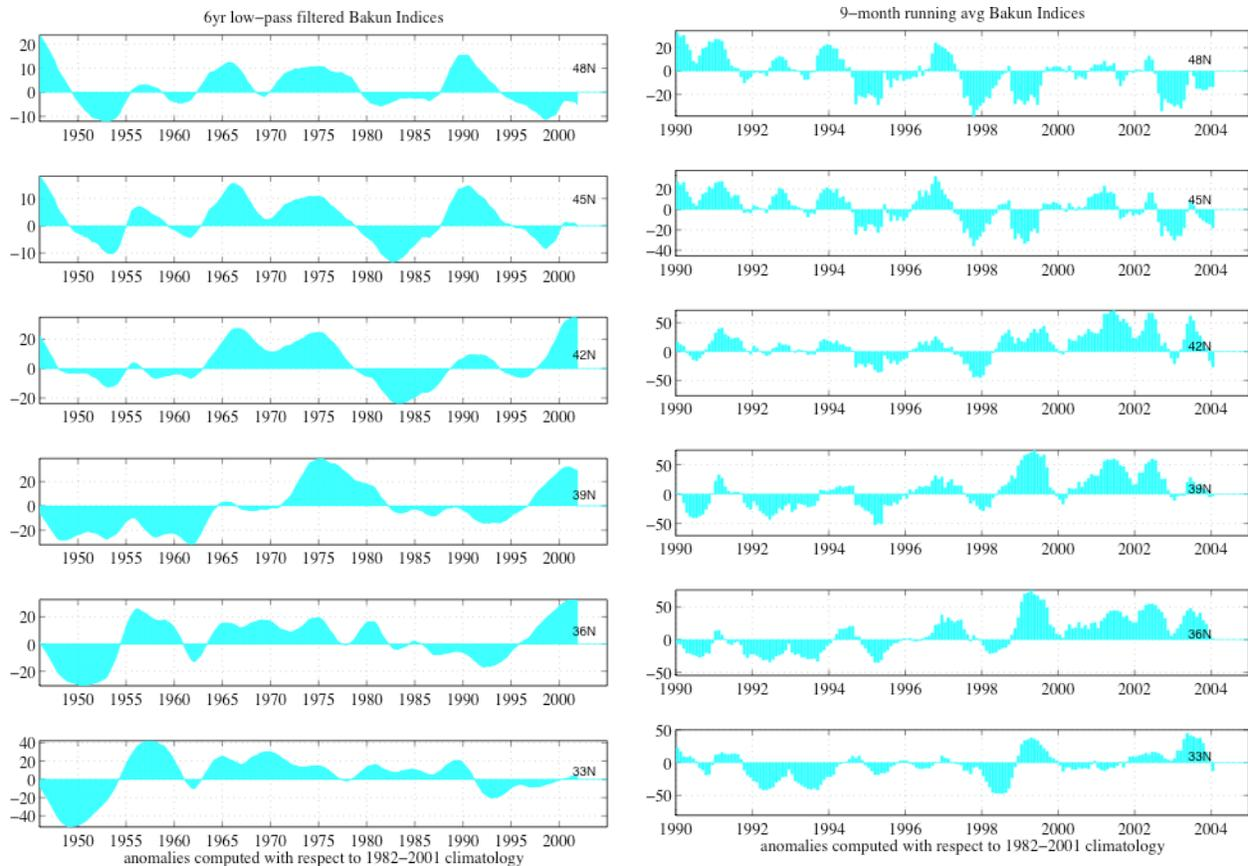 6yr low−pass filtered Bakun Indices
20
10
0
−10
48N
1950 1955 1960 1965 1970 1975 1980 1985 1990 1995 2000
10
0
−10
45N
1950 1955 1960 1965 1970 1975 1980 1985 1990 1995 2000
20
0
−20
42N
1950 1955 1960 1965 1970 1975 1980 1985 1990 1995 2000
20
0
−20
39N
1950 1955 1960 1965 1970 1975 1980 1985 1990 1995 2000
20
0
−20
36N
1950 1955 1960 1965 1970 1975 1980 1985 1990 1995 2000
40
20
0
−20
−40
33N
1950 1955 1960 1965 1970 1975 1980 1985 1990 1995 2000
anomalies computed with respect to 1982−2001 climatology
9−month running avg Bakun Indices
20
0
−20
48N
1990 1992 1994 1996 1998 2000 2002 2004
20
0
−20
−40
45N
1990 1992 1994 1996 1998 2000 2002 2004
50
0
−50
42N
1990 1992 1994 1996 1998 2000 2002 2004
50
0
−50
39N
1990 1992 1994 1996 1998 2000 2002 2004
50
0
−50
36N
1990 1992 1994 1996 1998 2000 2002 2004
50
0
−50
33N
1990 1992 1994 1996 1998 2000 2002 2004
anomalies computed with respect to 1982−2001 climatology